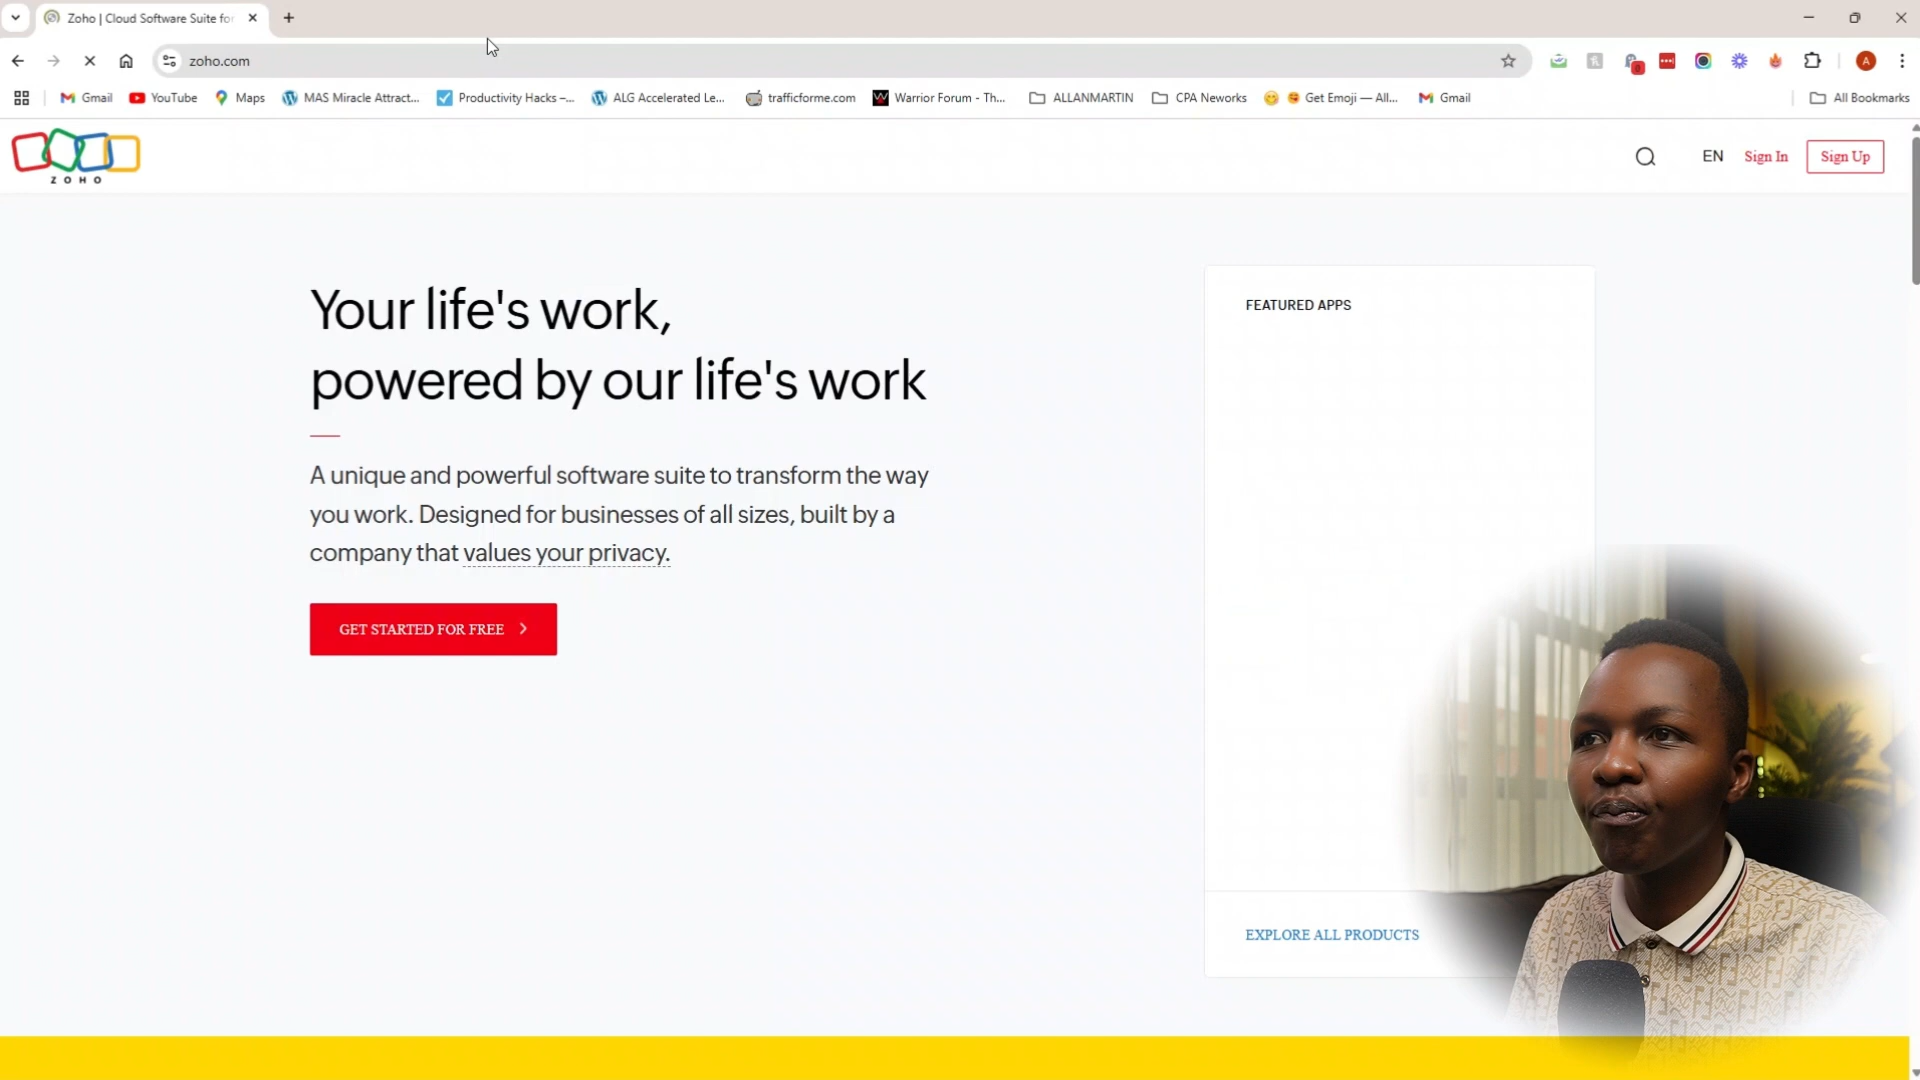 Zoho | Cloud Software Suite for
zoho.com
Gmail
YouTube
Maps
MAS Miracle Attract...
Productivity Hacks –...
ALG Accelerated Le...
trafficforme.com
Warrior Forum - Th...
ALLANMARTIN
CPA Neworks
Get Emoji — All...
Gmail
All Bookmarks
A
ZOHO
EN
Sign In
Sign Up
Your life's work,
powered by our life's work
A unique and powerful software suite to transform the way
you work. Designed for businesses of all sizes, built by a
company that values your privacy.
GET STARTED FOR FREE
FEATURED APPS
EXPLORE ALL PRODUCTS